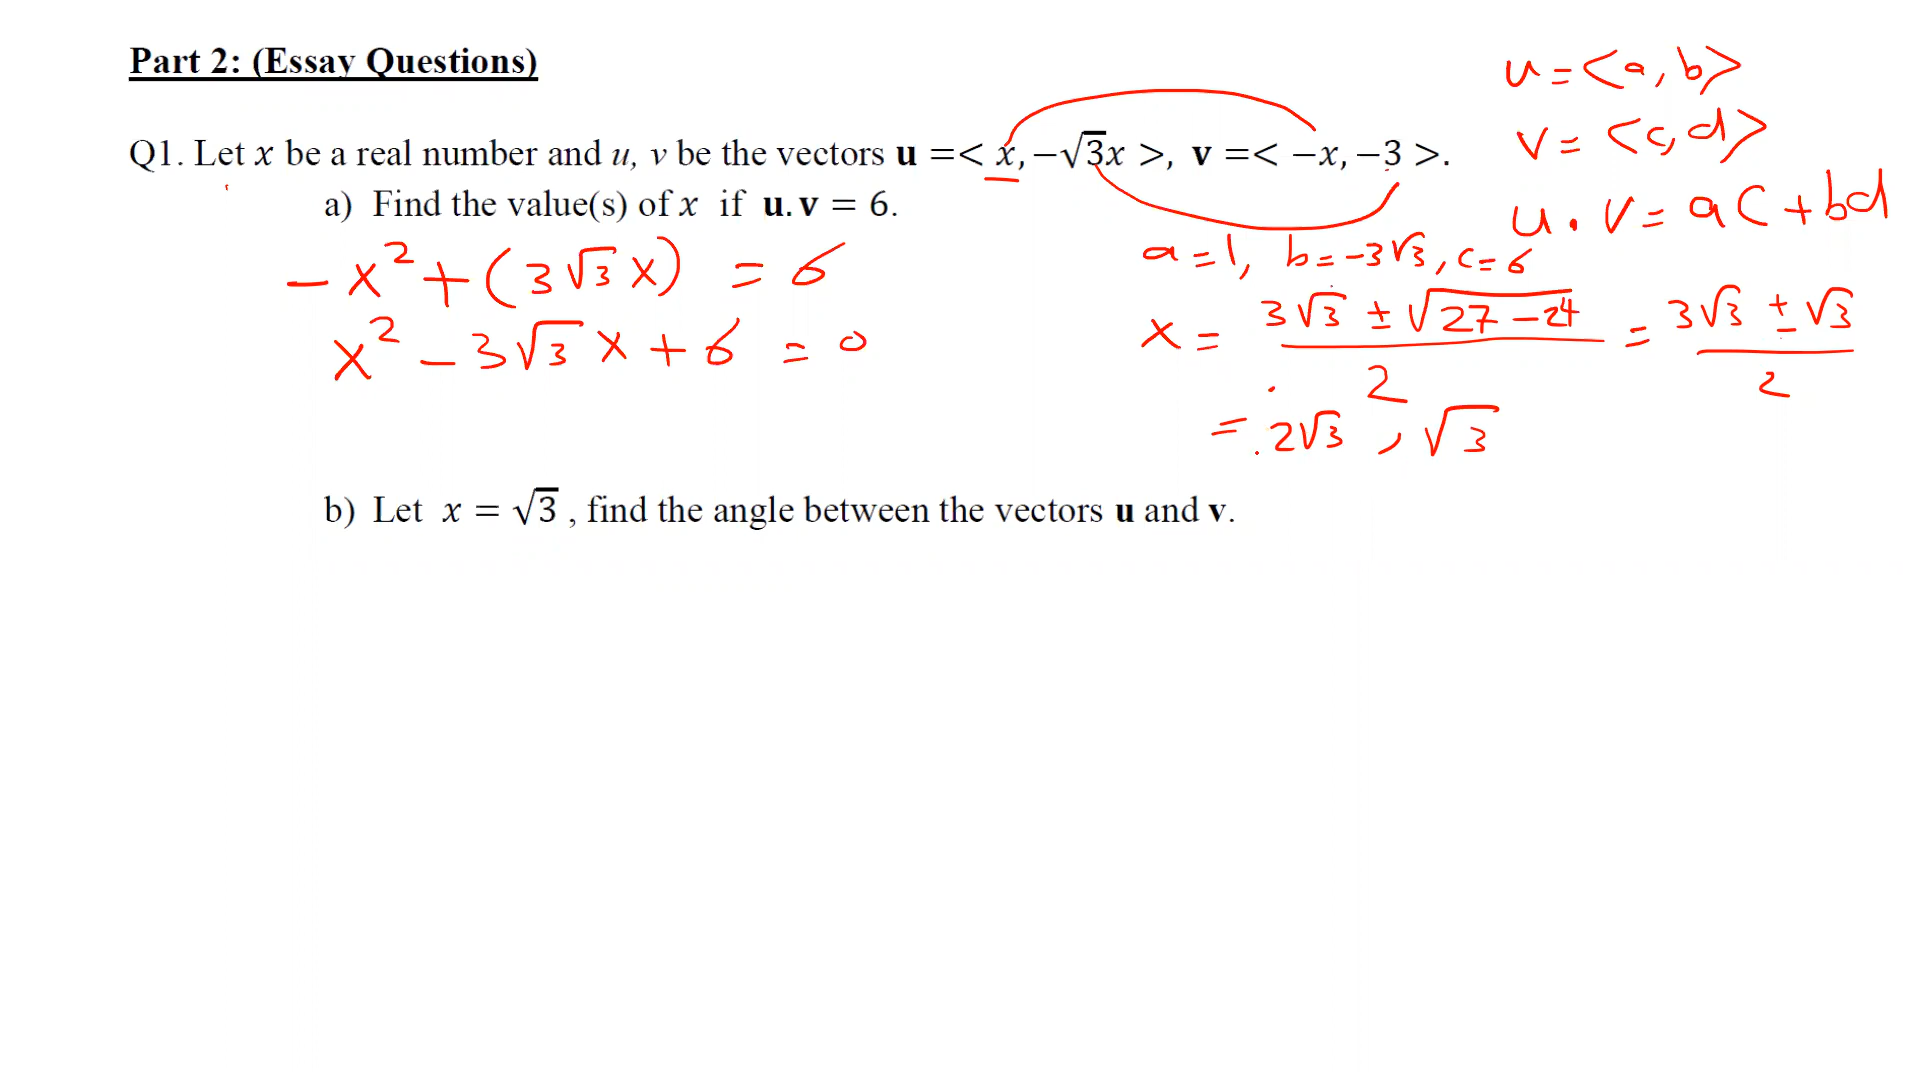 Part 2: (Essay Questions)
u = <a, b>
v = <c, d>
u . v = ac + bd
Q1. Let x be a real number and u, v be the vectors u =< x, −√3x >, v =< −x, −3 >.
a) Find the value(s) of x if u. v = 6.
− x² + (3√3 x) = 6
x² − 3√3 x + 6 = 0
a = 1, b = −3√3, c = 6
x = (3√3 ± √(27 − 24)) / 2 = (3√3 ± √3) / 2
= 2√3 , √3
b) Let x = √3 , find the angle between the vectors u and v.